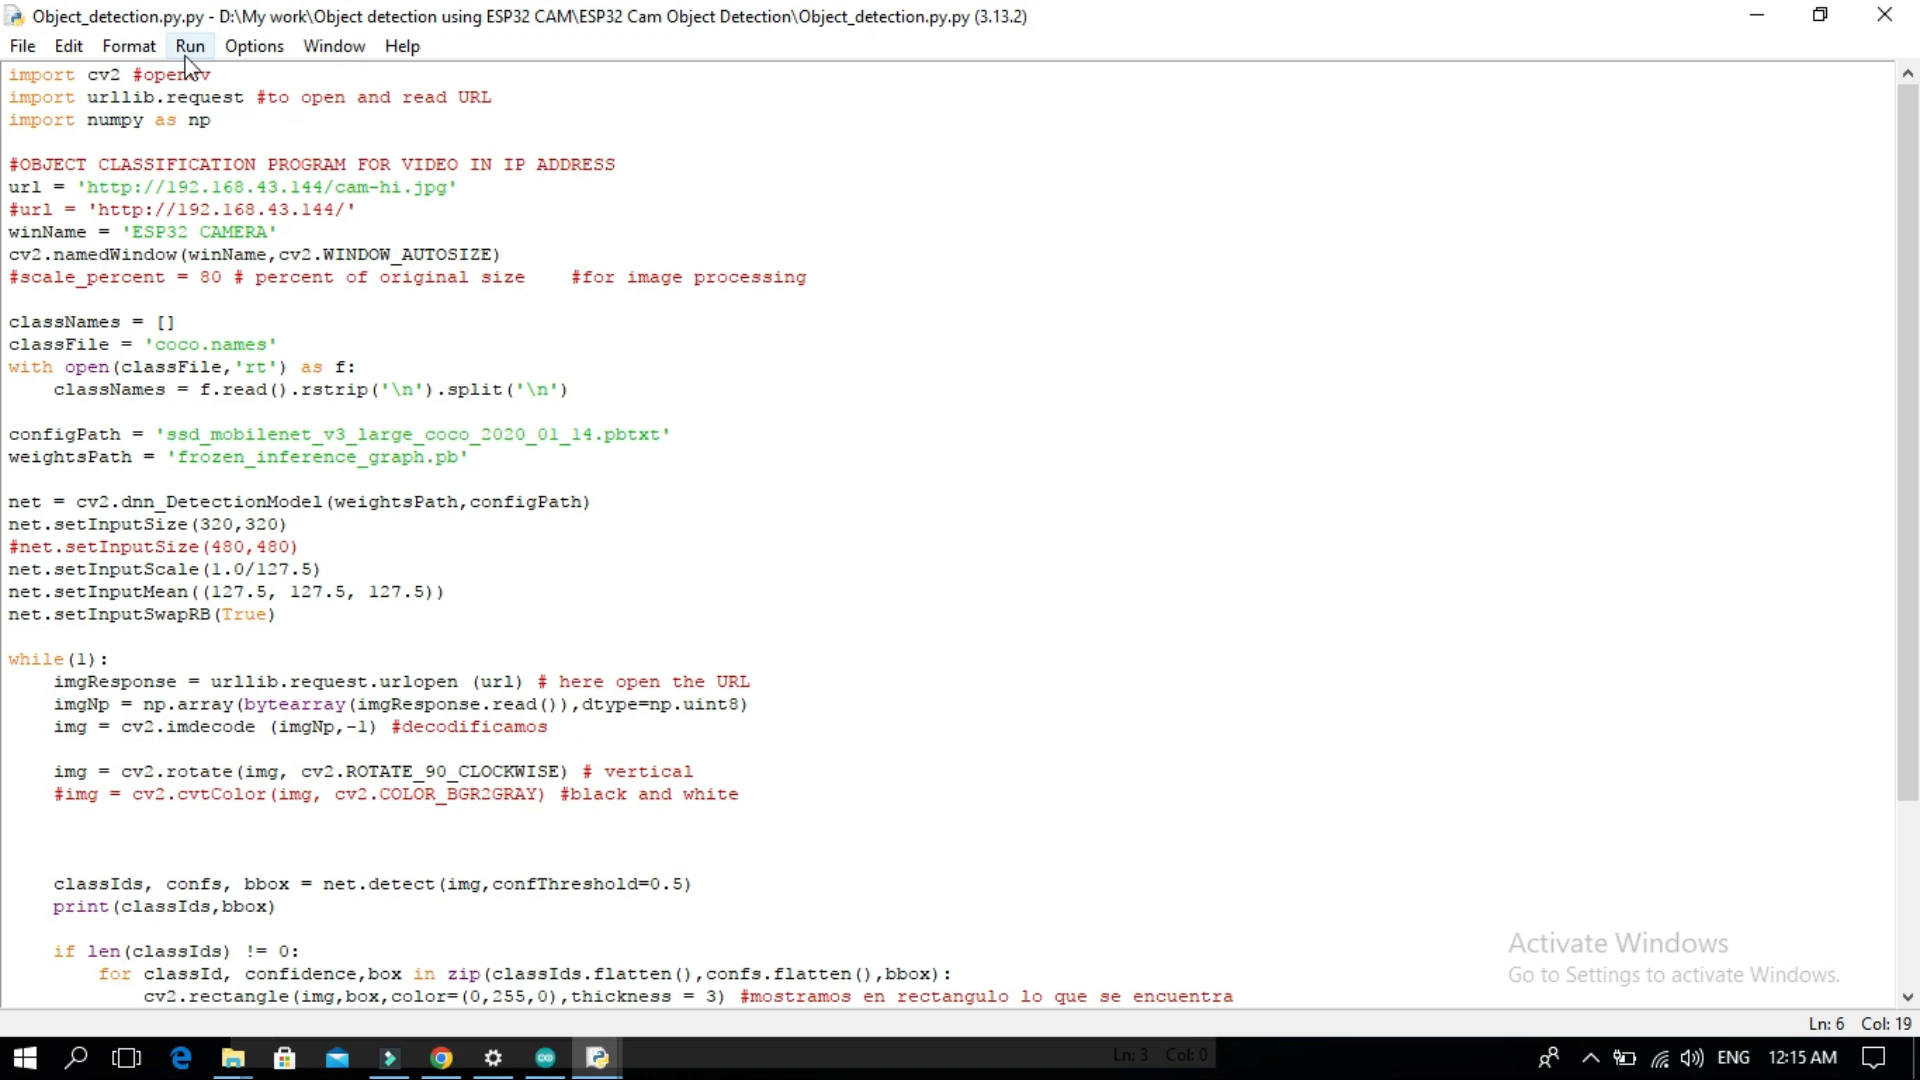 Object_detection.py.py - D:\My work\Object detection using ESP32 CAM\ESP32 Cam Object Detection\Object_detection.py.py (3.13.2)
File Edit Format Run Options Window Help
import cv2 #opencv
import urllib.request #to open and read URL
import numpy as np
#OBJECT CLASSIFICATION PROGRAM FOR VIDEO IN IP ADDRESS
url = 'http://192.168.43.144/cam-hi.jpg'
#url = 'http://192.168.43.144/'
winName = 'ESP32 CAMERA'
cv2.namedWindow(winName,cv2.WINDOW_AUTOSIZE)
#scale_percent = 80 # percent of original size    #for image processing
classNames = []
classFile = 'coco.names'
with open(classFile,'rt') as f:
    classNames = f.read().rstrip('\n').split('\n')
configPath = 'ssd_mobilenet_v3_large_coco_2020_01_14.pbtxt'
weightsPath = 'frozen_inference_graph.pb'
net = cv2.dnn_DetectionModel(weightsPath,configPath)
net.setInputSize(320,320)
#net.setInputSize(480,480)
net.setInputScale(1.0/127.5)
net.setInputMean((127.5, 127.5, 127.5))
net.setInputSwapRB(True)
while(1):
    imgResponse = urllib.request.urlopen (url) # here open the URL
    imgNp = np.array(bytearray(imgResponse.read()),dtype=np.uint8)
    img = cv2.imdecode (imgNp,-1) #decodificamos
    img = cv2.rotate(img, cv2.ROTATE_90_CLOCKWISE) # vertical
    #img = cv2.cvtColor(img, cv2.COLOR_BGR2GRAY) #black and white
    classIds, confs, bbox = net.detect(img,confThreshold=0.5)
    print(classIds,bbox)
    if len(classIds) != 0:
        for classId, confidence,box in zip(classIds.flatten(),confs.flatten(),bbox):
            cv2.rectangle(img,box,color=(0,255,0),thickness = 3) #mostramos en rectangulo lo que se encuentra
Activate Windows
Go to Settings to activate Windows.
Ln: 6 Col: 19
Ln: 3 Col: 0
ENG 12:15 AM